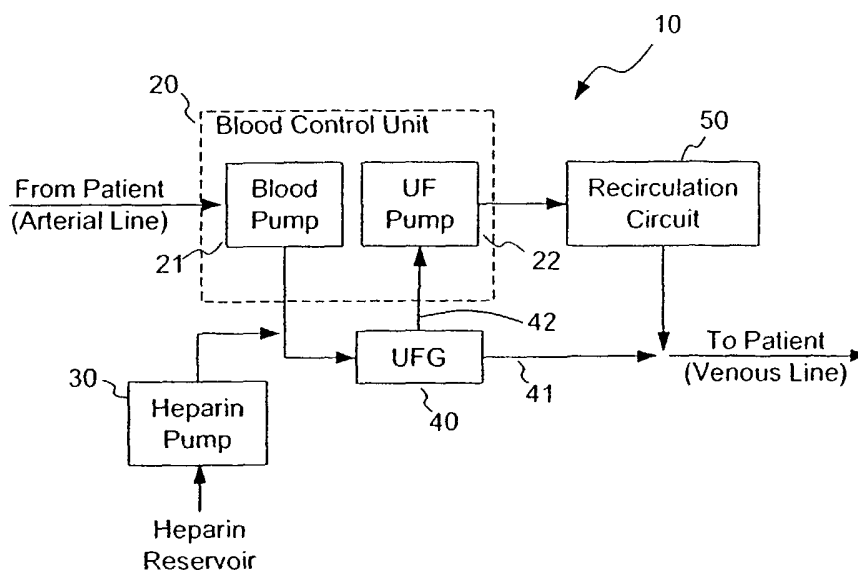 10
20
Blood Control Unit
50
From Patient
(Arterial Line)
Blood
Pump
UF
Pump
Recirculation
Circuit
21
22
42
To Patient
(Venous Line)
UFG
30
40
41
Heparin
Pump
Heparin
Reservoir